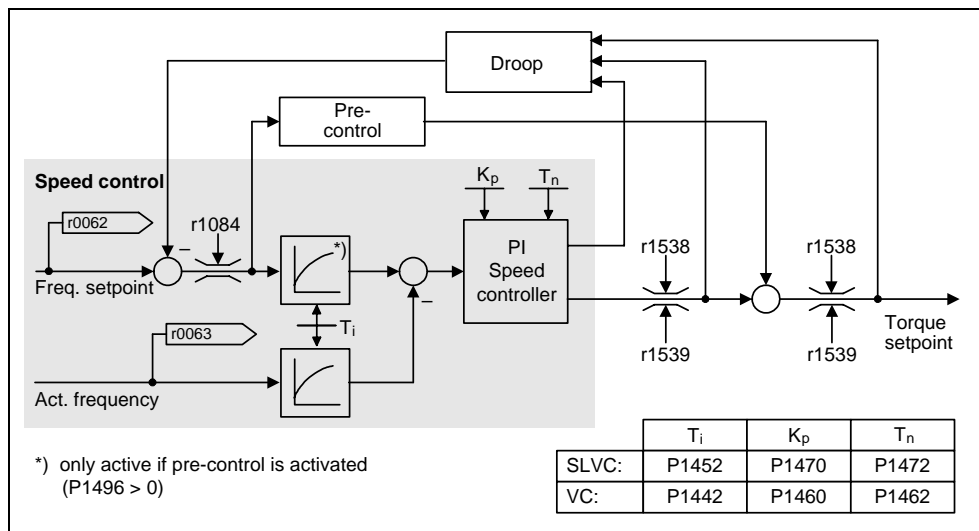 Droop
Pre-
control
Speed control
r0062
r1084
Kp
Tn
*)
PI
Speed
controller
r1538
r1538
Freq. setpoint
–
–
r0063
Ti
r1539
r1539
Torque
setpoint
Act. frequency
*) only active if pre-control is activated
(P1496 > 0)
Ti Kp Tn
SLVC: P1452 P1470 P1472
VC: P1442 P1460 P1462